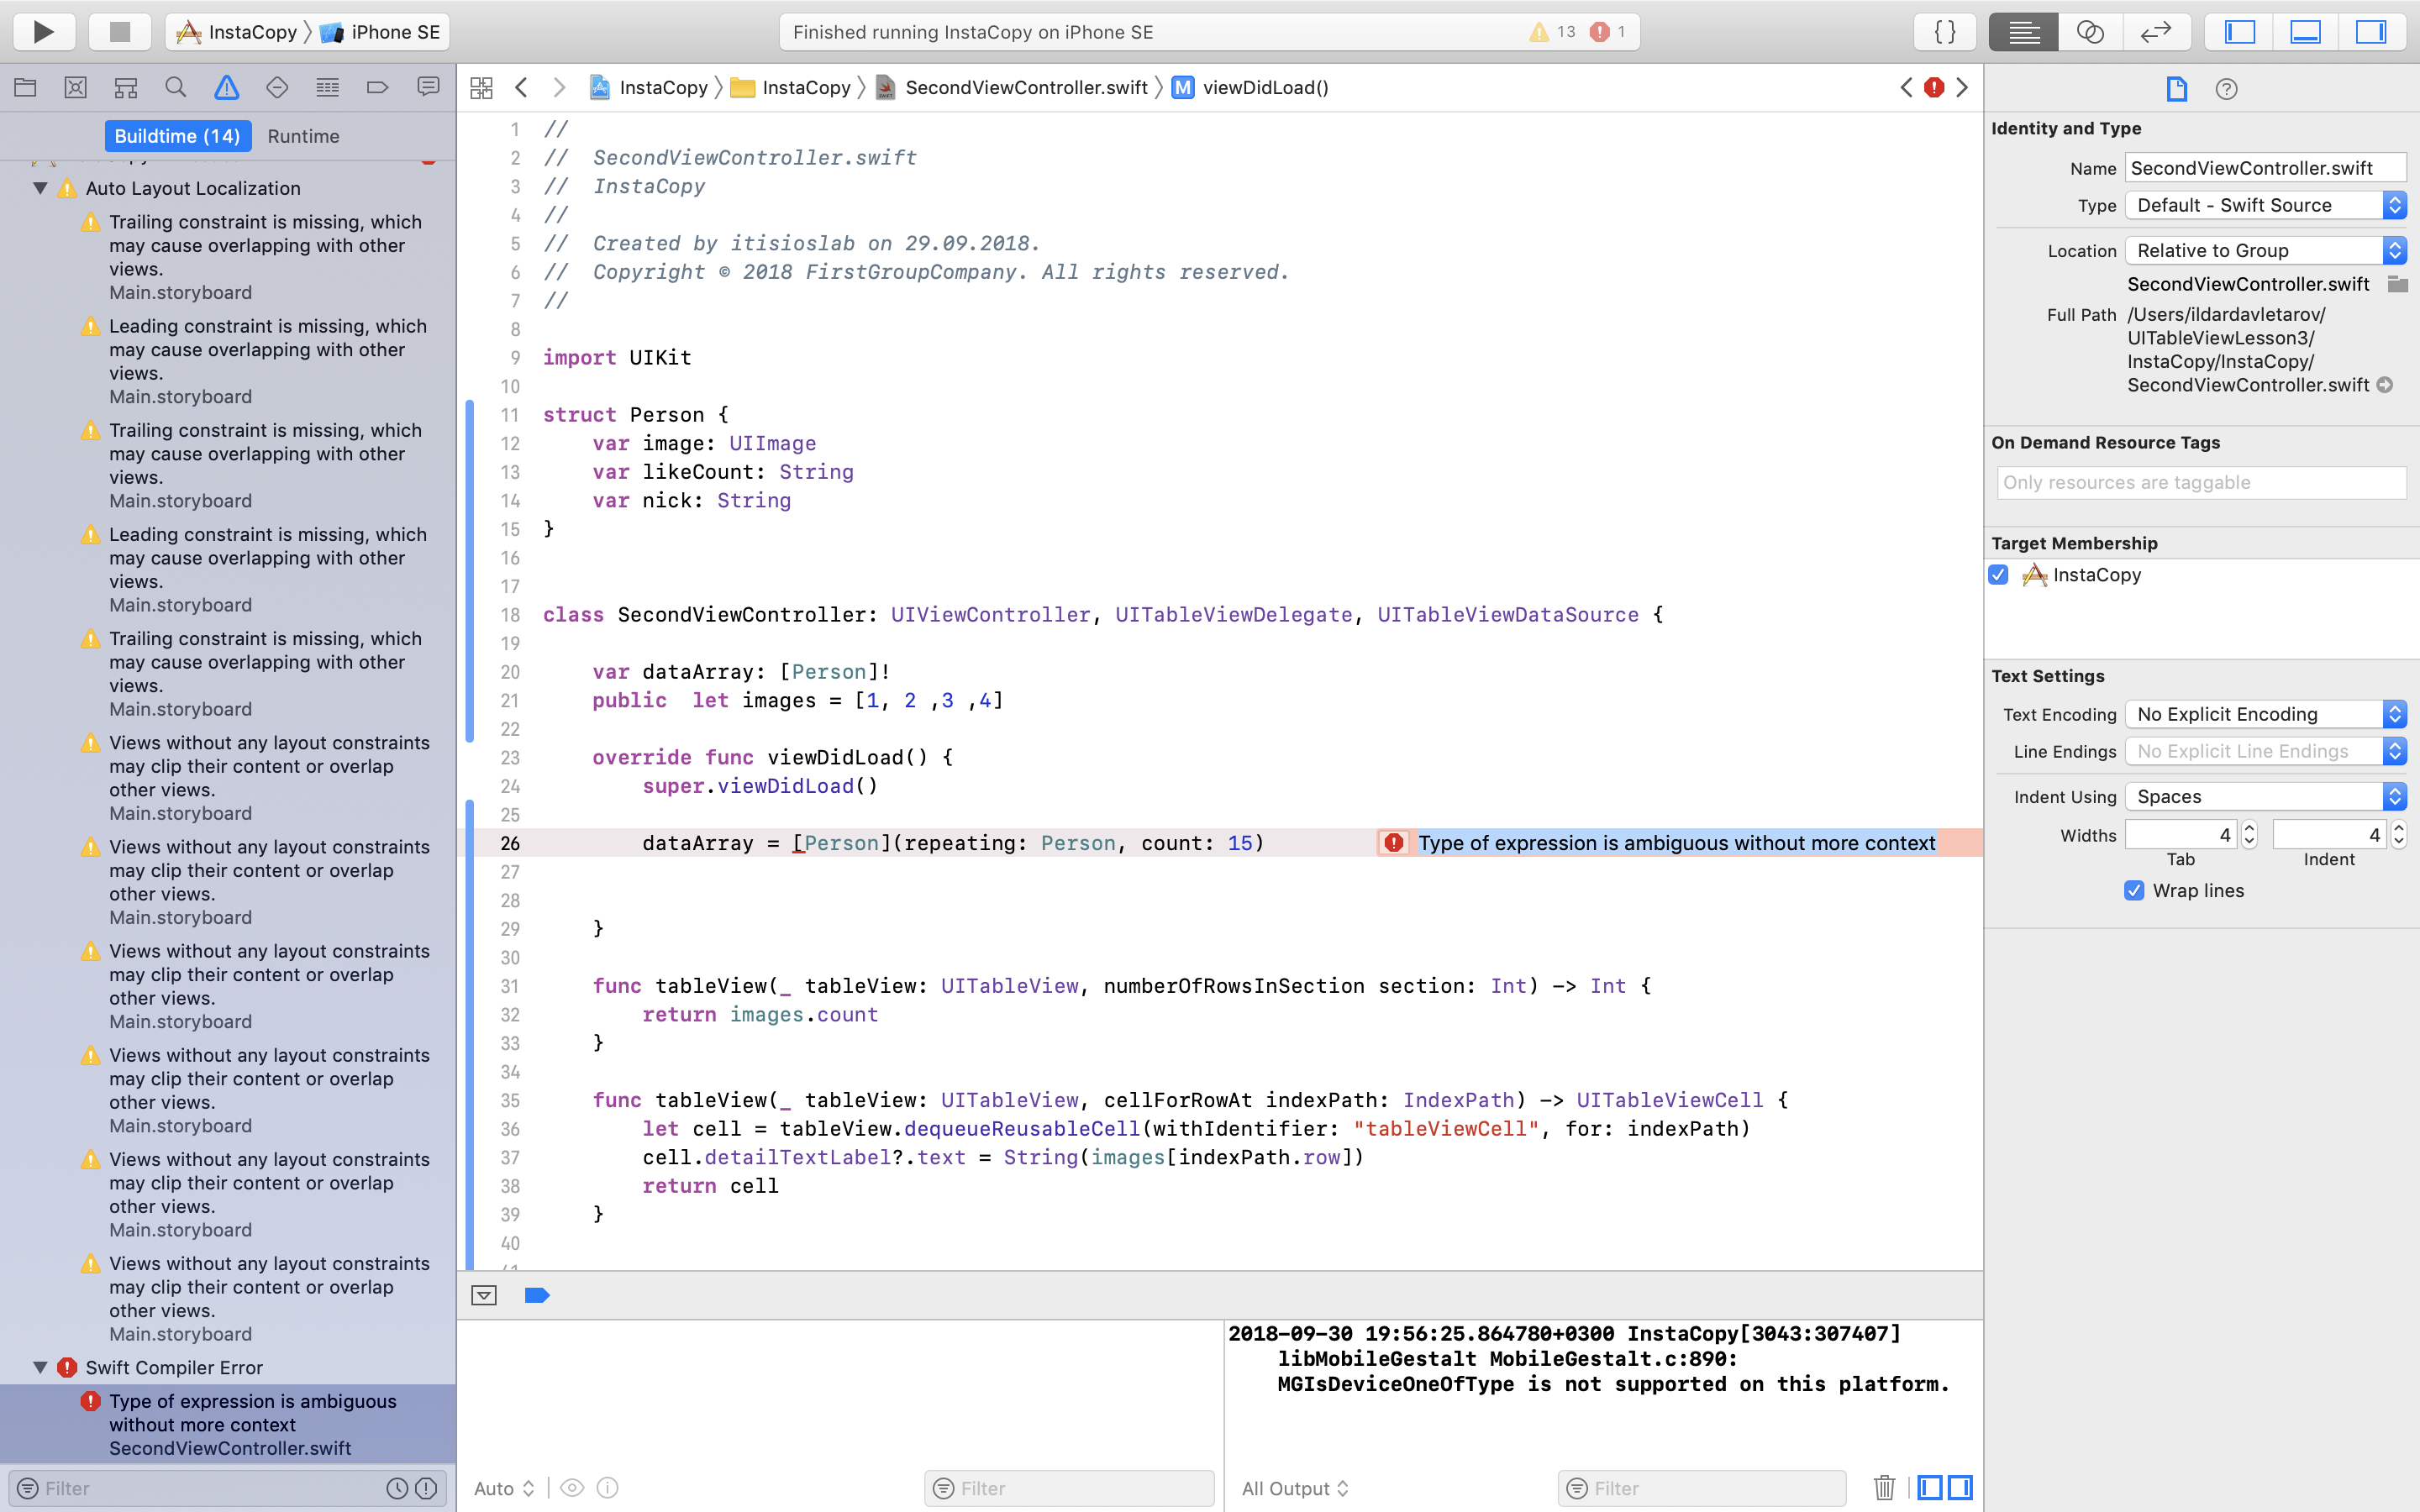 InstaCopy iPhone SE
Finished running InstaCopy on iPhone SE
13 1
InstaCopy InstaCopy SecondViewController.swift M viewDidLoad()
Buildtime (14) Runtime
Auto Layout Localization
Trailing constraint is missing, which
may cause overlapping with other
views.
Main.storyboard
Leading constraint is missing, which
may cause overlapping with other
views.
Main.storyboard
Trailing constraint is missing, which
may cause overlapping with other
views.
Main.storyboard
Leading constraint is missing, which
may cause overlapping with other
views.
Main.storyboard
Trailing constraint is missing, which
may cause overlapping with other
views.
Main.storyboard
Views without any layout constraints
may clip their content or overlap
other views.
Main.storyboard
Views without any layout constraints
may clip their content or overlap
other views.
Main.storyboard
Views without any layout constraints
may clip their content or overlap
other views.
Main.storyboard
Views without any layout constraints
may clip their content or overlap
other views.
Main.storyboard
Views without any layout constraints
may clip their content or overlap
other views.
Main.storyboard
Views without any layout constraints
may clip their content or overlap
other views.
Main.storyboard
Swift Compiler Error
Type of expression is ambiguous
without more context
SecondViewController.swift
Filter
1 //
2 //  SecondViewController.swift
3 //  InstaCopy
4 //
5 //  Created by itisioslab on 29.09.2018.
6 //  Copyright © 2018 FirstGroupCompany. All rights reserved.
7 //
8
9 import UIKit
10
11 struct Person {
12     var image: UIImage
13     var likeCount: String
14     var nick: String
15 }
16
17
18 class SecondViewController: UIViewController, UITableViewDelegate, UITableViewDataSource {
19
20     var dataArray: [Person]!
21     public  let images = [1, 2 ,3 ,4]
22
23     override func viewDidLoad() {
24         super.viewDidLoad()
25
26         dataArray = [Person](repeating: Person, count: 15) Type of expression is ambiguous without more context
27
28
29     }
30
31     func tableView(_ tableView: UITableView, numberOfRowsInSection section: Int) -> Int {
32         return images.count
33     }
34
35     func tableView(_ tableView: UITableView, cellForRowAt indexPath: IndexPath) -> UITableViewCell {
36         let cell = tableView.dequeueReusableCell(withIdentifier: "tableViewCell", for: indexPath)
37         cell.detailTextLabel?.text = String(images[indexPath.row])
38         return cell
39     }
40
2018-09-30 19:56:25.864780+0300 InstaCopy[3043:307407]
libMobileGestalt MobileGestalt.c:890:
MGIsDeviceOneOfType is not supported on this platform.
Auto Filter
All Output Filter
Identity and Type
Name SecondViewController.swift
Type Default - Swift Source
Location Relative to Group
SecondViewController.swift
Full Path /Users/ildardavletarov/
UITableViewLesson3/
InstaCopy/InstaCopy/
SecondViewController.swift
On Demand Resource Tags
Only resources are taggable
Target Membership
InstaCopy
Text Settings
Text Encoding No Explicit Encoding
Line Endings No Explicit Line Endings
Indent Using Spaces
Widths 4 4
Tab Indent
Wrap lines